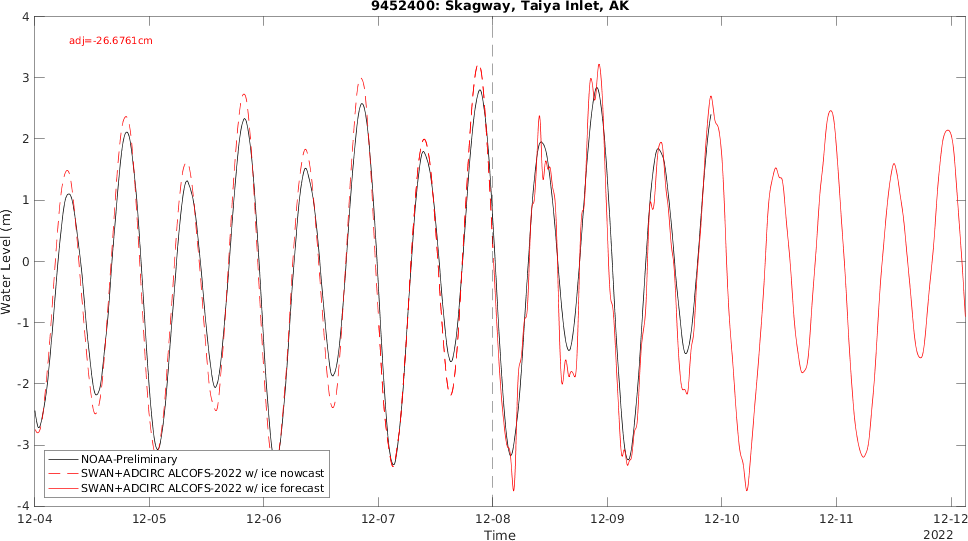 9452400: Skagway, Taiya Inlet, AK
adj=-26.6761cm
4
3
2
1
0
-1
-2
-3
-4
Water Level (m)
NOAA-Preliminary
SWAN+ADCIRC ALCOFS-2022 w/ ice nowcast
SWAN+ADCIRC ALCOFS-2022 w/ ice forecast
12-04 12-05 12-06 12-07 12-08 12-09 12-10 12-11 12-12
Time
2022